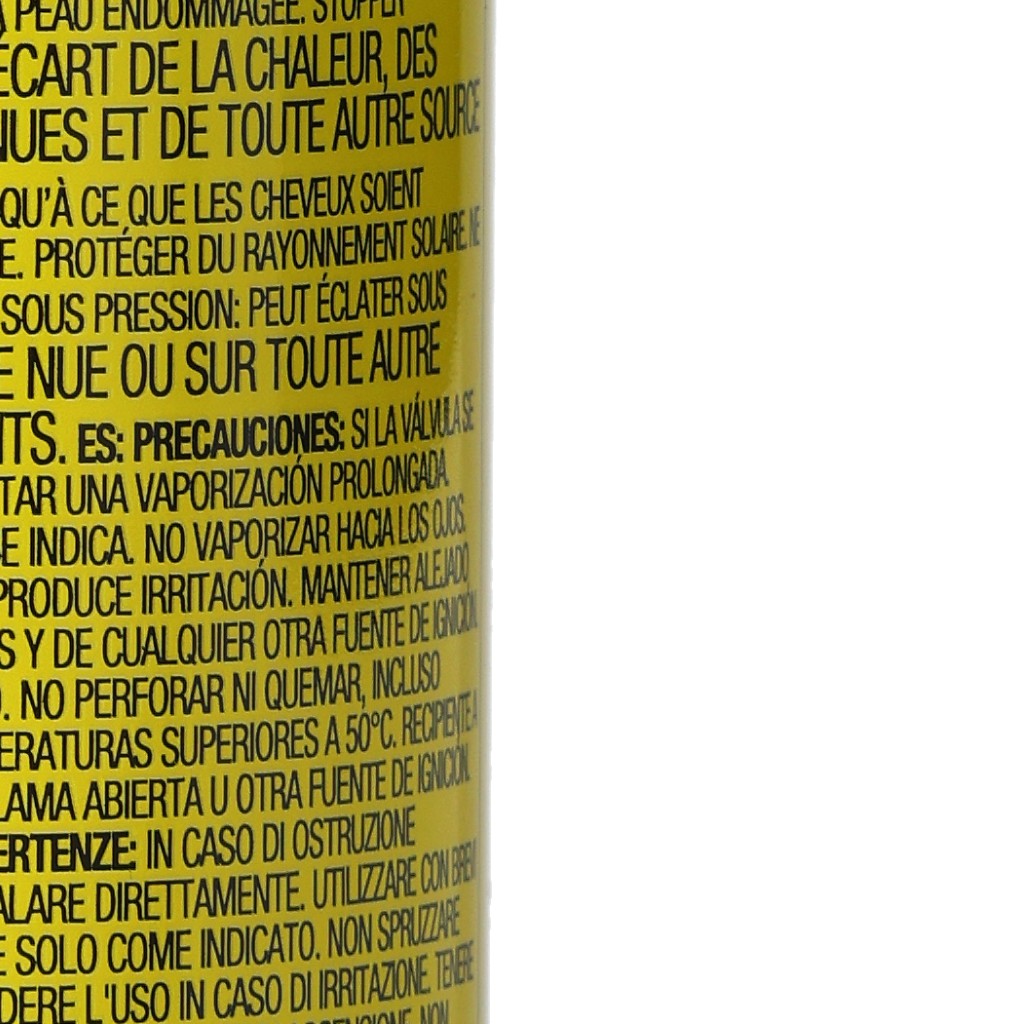 PEAU ENDOMMAGÉE. STOPPER
ÉCART DE LA CHALEUR, DES
NUES ET DE TOUTE AUTRE SOURCE
QU'À CE QUE LES CHEVEUX SOIENT
E. PROTÉGER DU RAYONNEMENT SOLAIRE. NE
SOUS PRESSION: PEUT ÉCLATER SOUS
E NUE OU SUR TOUTE AUTRE
ITS. ES: PRECAUCIONES: SI LA VÁLVULA SE
TAR UNA VAPORIZACIÓN PROLONGADA.
E INDICA. NO VAPORIZAR HACIA LOS OJOS.
PRODUCE IRRITACIÓN. MANTENER ALEJADO
S Y DE CUALQUIER OTRA FUENTE DE IGNICIÓN.
. NO PERFORAR NI QUEMAR, INCLUSO
ERATURAS SUPERIORES A 50°C. RECIPIENTE A
LAMA ABIERTA U OTRA FUENTE DE IGNICIÓN.
ERTENZE: IN CASO DI OSTRUZIONE
ALARE DIRETTAMENTE. UTILIZZARE CON BREVI
E SOLO COME INDICATO. NON SPRUZZARE
DERE L'USO IN CASO DI IRRITAZIONE. TENERE
NON